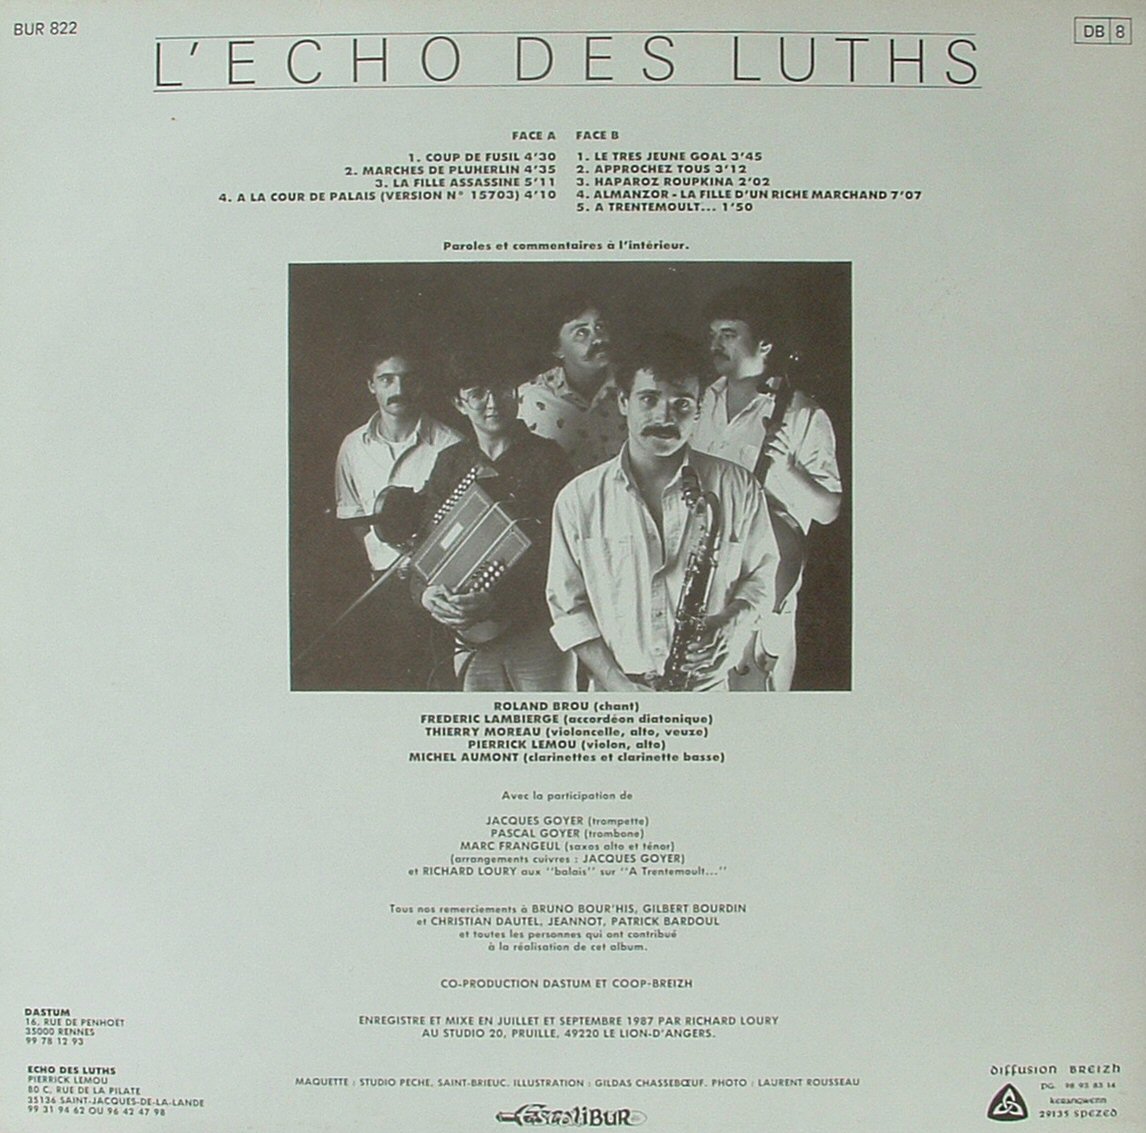 BUR 822
DB 8
L'ECHO DES LUTHS
FACE A
1. COUP DE FUSIL 4'30
2. MARCHES DE PLUHERLIN 4'35
3. LA FILLE ASSASSINE 5'11
4. A LA COUR DE PALAIS (VERSION N° 15703) 4'10
FACE B
1. LE TRES JEUNE GOAL 3'45
2. APPROCHEZ TOUS 3'12
3. HAPAROZ ROUPKINA 2'02
4. ALMANZOR - LA FILLE D'UN RICHE MARCHAND 7'07
5. A TRENTEMOULT... 1'50
Paroles et commentaires à l'intérieur.
ROLAND BROU (chant)
FREDERIC LAMBIERGE (accordéon diatonique)
THIERRY MOREAU (violoncelle, alto, veuze)
PIERRICK LEMOU (violon, alto)
MICHEL AUMONT (clarinettes et clarinette basse)
Avec la participation de
JACQUES GOYER (trompette)
PASCAL GOYER (trombone)
MARC FRANGEUL (saxos alto et ténor)
(arrangements cuivres : JACQUES GOYER)
et RICHARD LOURY aux "balais" sur "A Trentemoult..."
Tous nos remerciements à BRUNO BOUR'HIS, GILBERT BOURDIN
et CHRISTIAN DAUTEL, JEANNOT, PATRICK BARDOUL
et toutes les personnes qui ont contribué
à la réalisation de cet album.
CO-PRODUCTION DASTUM ET COOP-BREIZH
ENREGISTRE ET MIXE EN JUILLET ET SEPTEMBRE 1987 PAR RICHARD LOURY
AU STUDIO 20, PRUILLE, 49220 LE LION-D'ANGERS.
DASTUM
16, RUE DE PENHOËT
35000 RENNES
99 78 12 93
ECHO DES LUTHS
PIERRICK LEMOU
80 C, RUE DE LA PILATE
35136 SAINT-JACQUES-DE-LA-LANDE
99 31 94 62 OU 96 42 47 98
MAQUETTE : STUDIO PECHE, SAINT-BRIEUC. ILLUSTRATION : GILDAS CHASSEBŒUF. PHOTO : LAURENT ROUSSEAU
EXCALIBUR
DIFFUSION BREIZH
PG. 98 93 83 14
KERANGWENN
29135 SPEZED